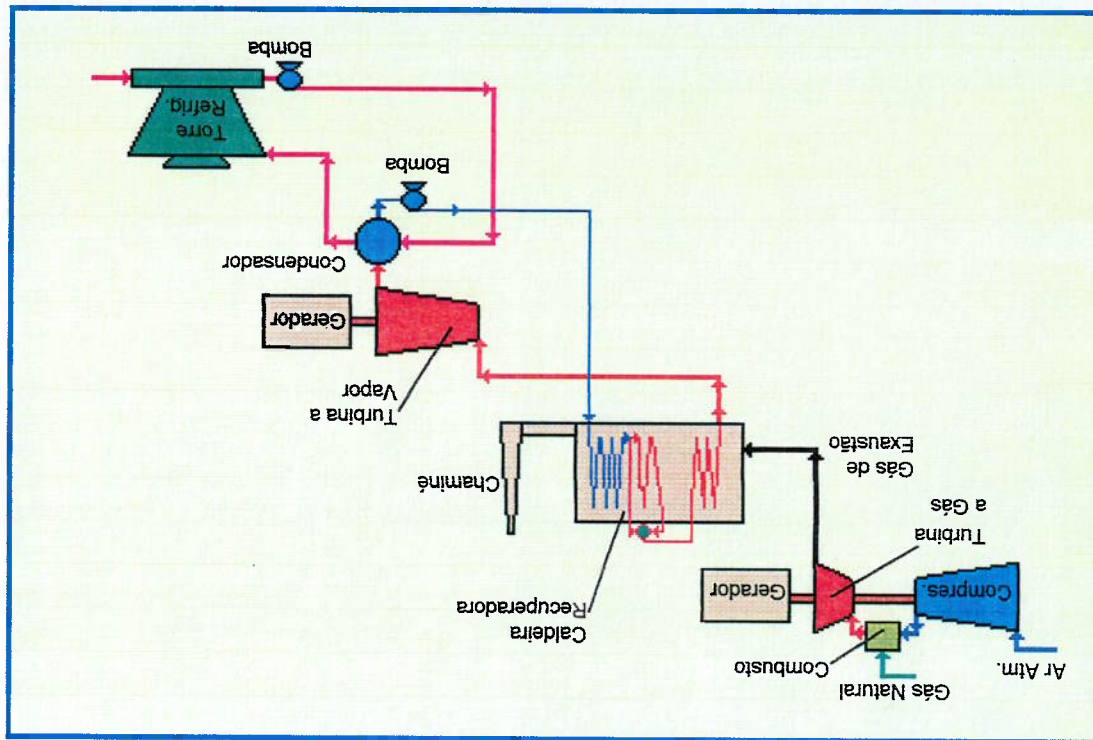 Gás Natural
Ar Atm.
Combusto
Compres.
Gerador
Caldeira
Recuperadora
Turbina
a Gás
Chaminé
Gás de
Exaustão
Turbina a
Vapor
Gerador
Condensador
Bomba
Torre
Refrig.
Bomba